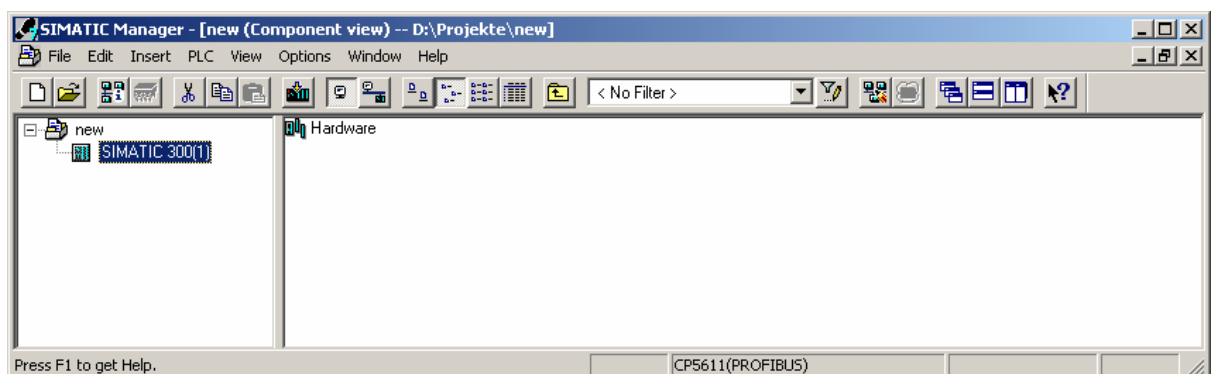 SIMATIC Manager - [new (Component view) -- D:\Projekte\new]
File Edit Insert PLC View Options Window Help
< No Filter >
new
SIMATIC 300(1)
Hardware
Press F1 to get Help.
CP5611(PROFIBUS)